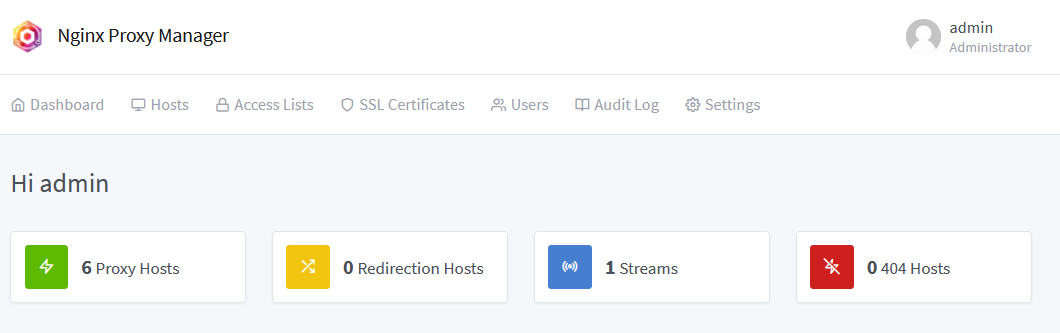 Nginx Proxy Manager
admin
Administrator
Dashboard Hosts Access Lists SSL Certificates Users Audit Log Settings
Hi admin
6 Proxy Hosts 0 Redirection Hosts 1 Streams 0 404 Hosts